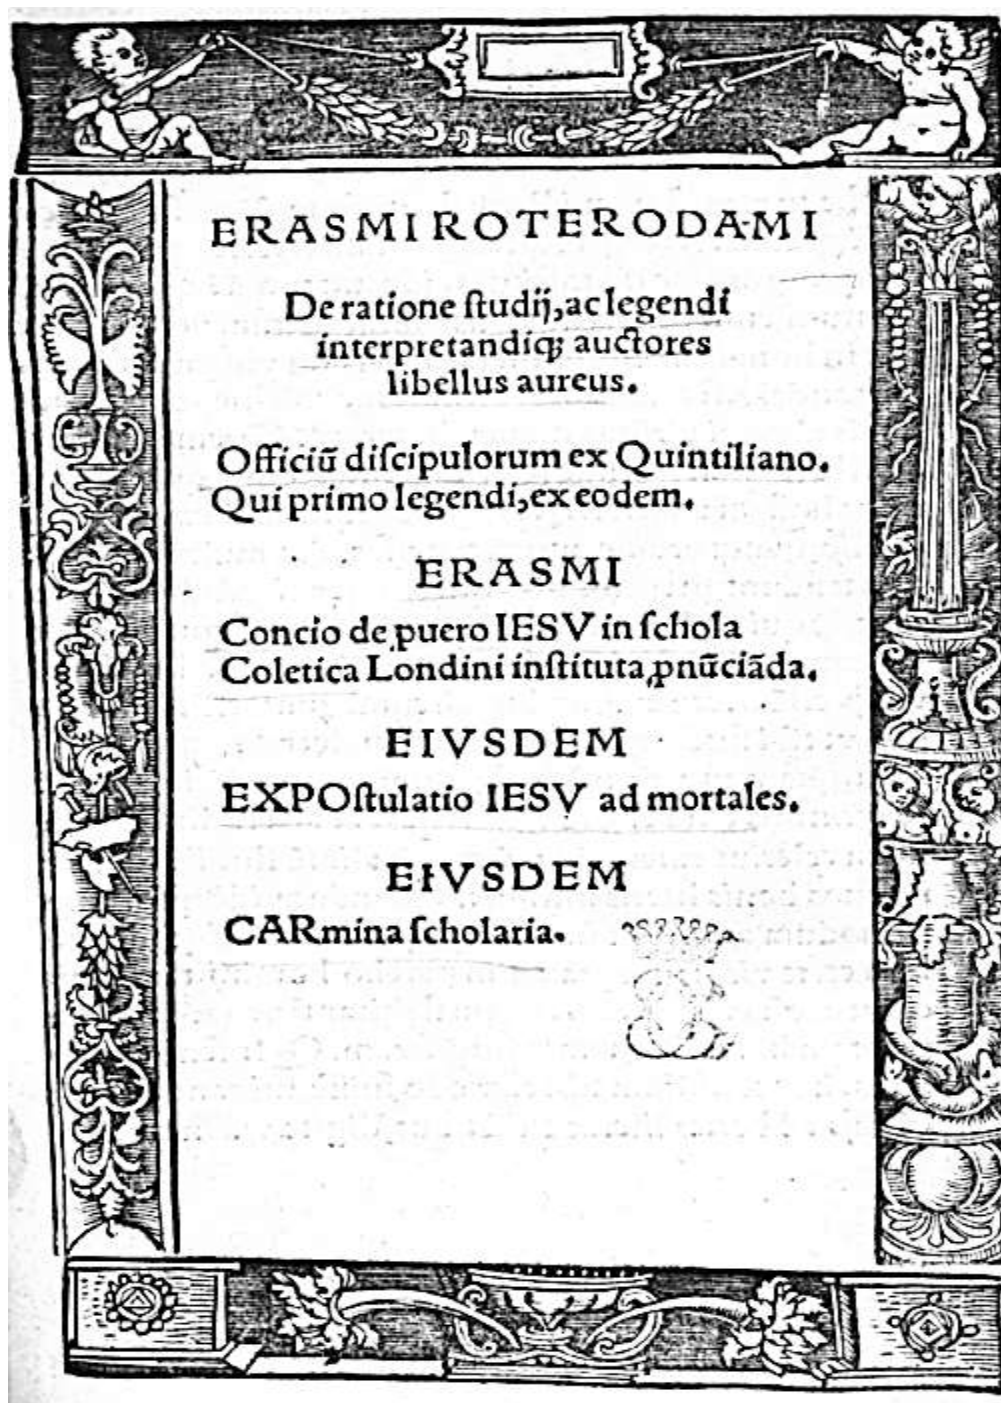 ERASMI ROTERODAMI
De ratione ſtudij, ac legendi
interpretandiq́; auctores
libellus aureus.
Officiũ diſcipulorum ex Quintiliano.
Qui primo legendi, ex eodem.
ERASMI
Concio de puero IESV in ſchola
Coletica Londini inſtituta, ꝓnũciãda.
EIVSDEM
EXPOſtulatio IESV ad mortales.
EIVSDEM
CARmina ſcholaria.